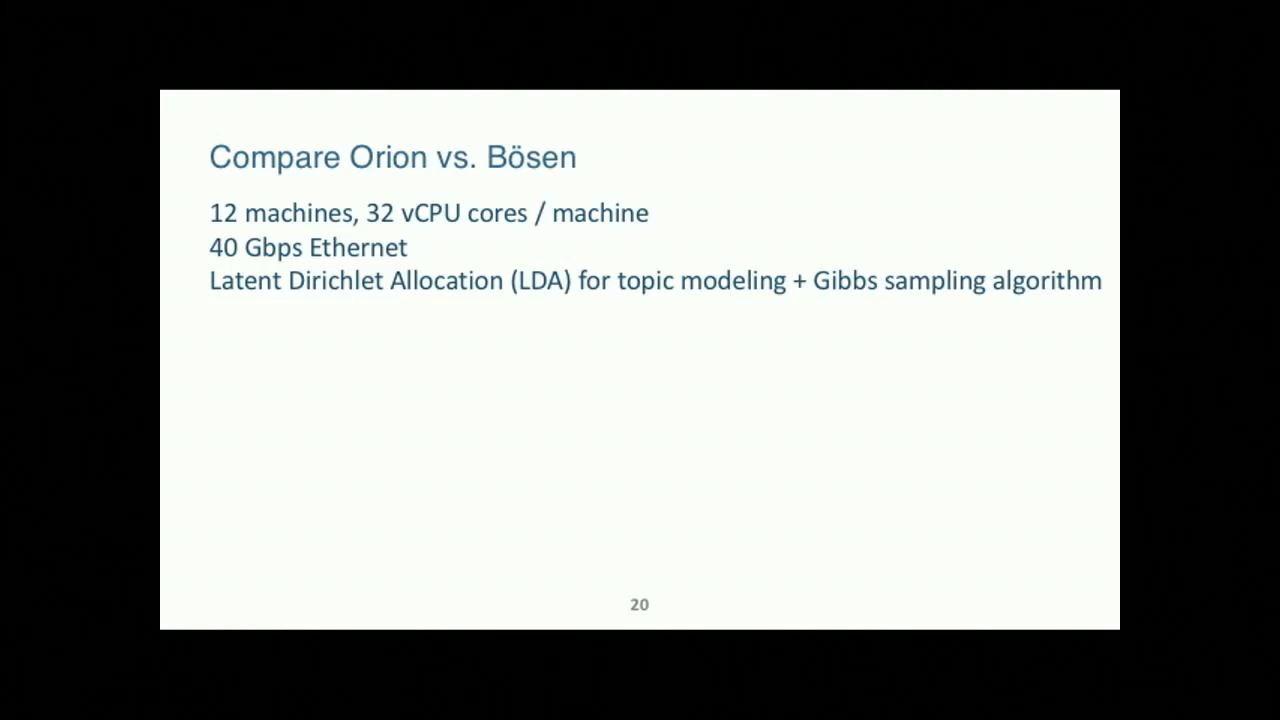 Compare Orion vs. Bösen
12 machines, 32 vCPU cores / machine
40 Gbps Ethernet
Latent Dirichlet Allocation (LDA) for topic modeling + Gibbs sampling algorithm
20